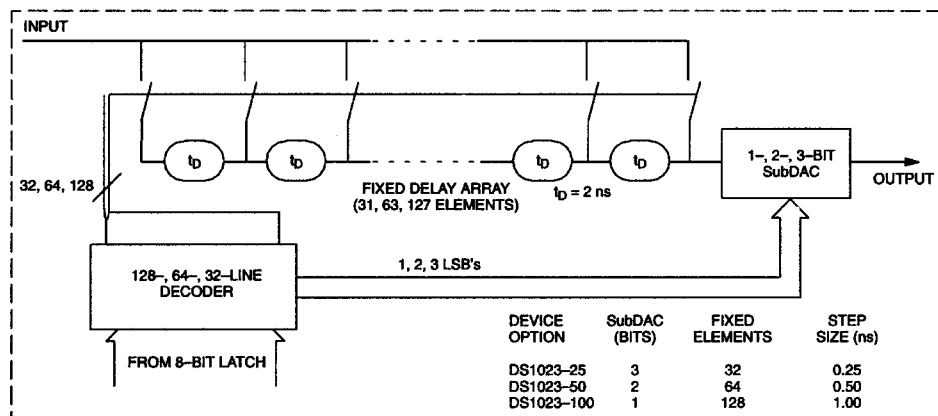 INPUT
tD
tD
tD
tD
1–, 2–, 3–BIT
SubDAC
OUTPUT
32, 64, 128
FIXED DELAY ARRAY
(31, 63, 127 ELEMENTS)
tD = 2 ns
128–, 64–, 32–LINE
DECODER
1, 2, 3 LSB's
FROM 8–BIT LATCH
DEVICE OPTION SubDAC (BITS) FIXED ELEMENTS STEP SIZE (ns)
DS1023–25 3 32 0.25
DS1023–50 2 64 0.50
DS1023–100 1 128 1.00